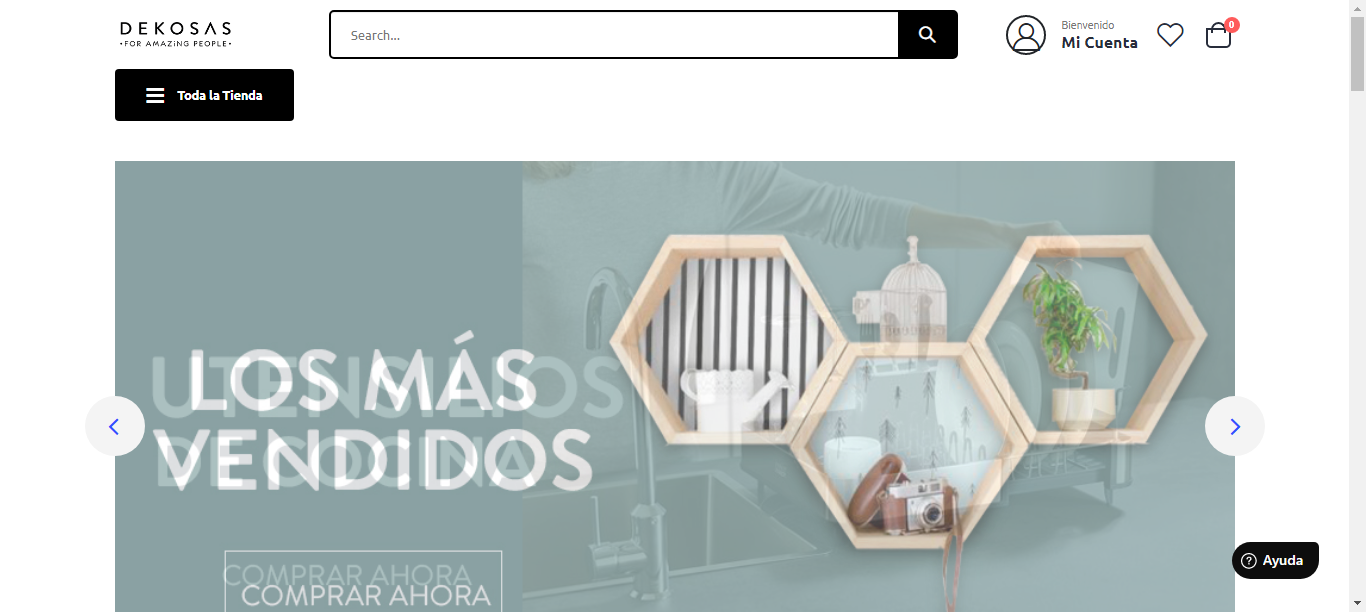 DEKOSAS
•FOR AMAZING PEOPLE•
Search...
Bienvenido
Mi Cuenta
0
Toda la Tienda
LOS MÁS
VENDIDOS
UTENSILIOS
DE COCINA
COMPRAR AHORA
COMPRAR AHORA
Ayuda